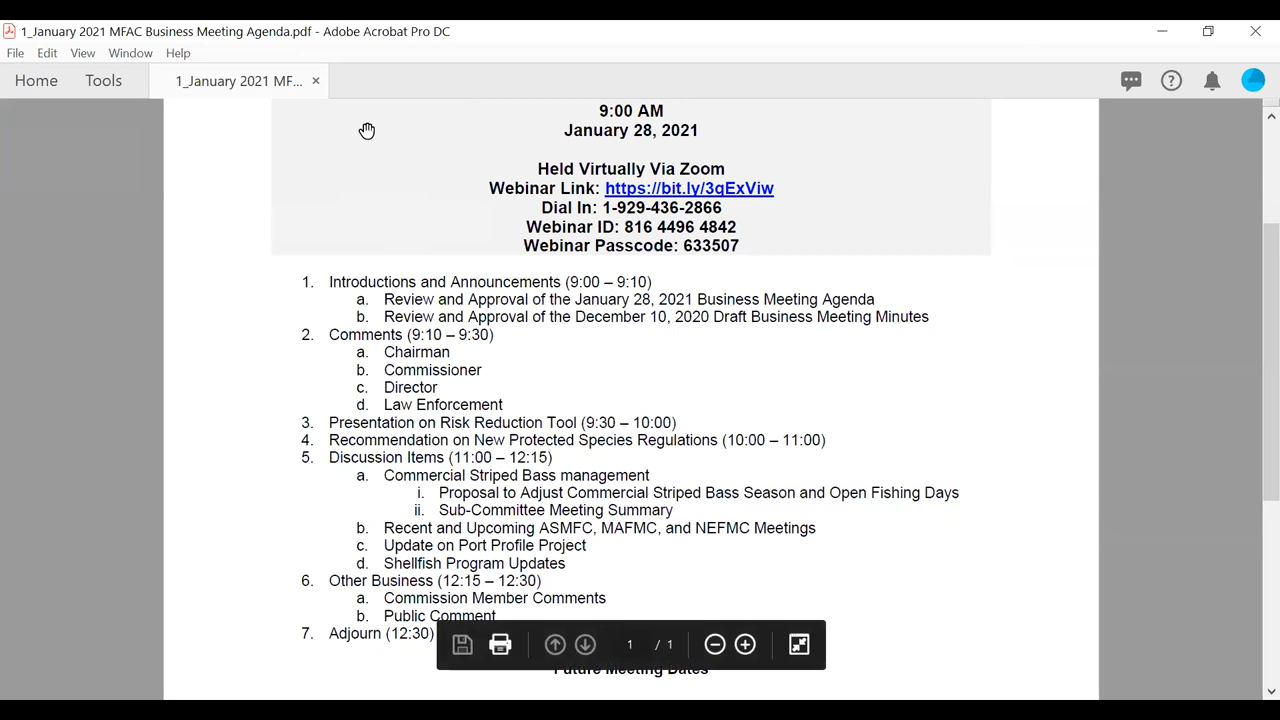 1_January 2021 MFAC Business Meeting Agenda.pdf - Adobe Acrobat Pro DC
File Edit View Window Help
Home Tools 1_January 2021 MF... ×
9:00 AM
January 28, 2021
Held Virtually Via Zoom
Webinar Link: https://bit.ly/3qExViw
Dial In: 1-929-436-2866
Webinar ID: 816 4496 4842
Webinar Passcode: 633507
1. Introductions and Announcements (9:00 – 9:10)
a. Review and Approval of the January 28, 2021 Business Meeting Agenda
b. Review and Approval of the December 10, 2020 Draft Business Meeting Minutes
2. Comments (9:10 – 9:30)
a. Chairman
b. Commissioner
c. Director
d. Law Enforcement
3. Presentation on Risk Reduction Tool (9:30 – 10:00)
4. Recommendation on New Protected Species Regulations (10:00 – 11:00)
5. Discussion Items (11:00 – 12:15)
a. Commercial Striped Bass management
i. Proposal to Adjust Commercial Striped Bass Season and Open Fishing Days
ii. Sub-Committee Meeting Summary
b. Recent and Upcoming ASMFC, MAFMC, and NEFMC Meetings
c. Update on Port Profile Project
d. Shellfish Program Updates
6. Other Business (12:15 – 12:30)
a. Commission Member Comments
b. Public Comment
7. Adjourn (12:30)
1 / 1
Future Meeting Dates